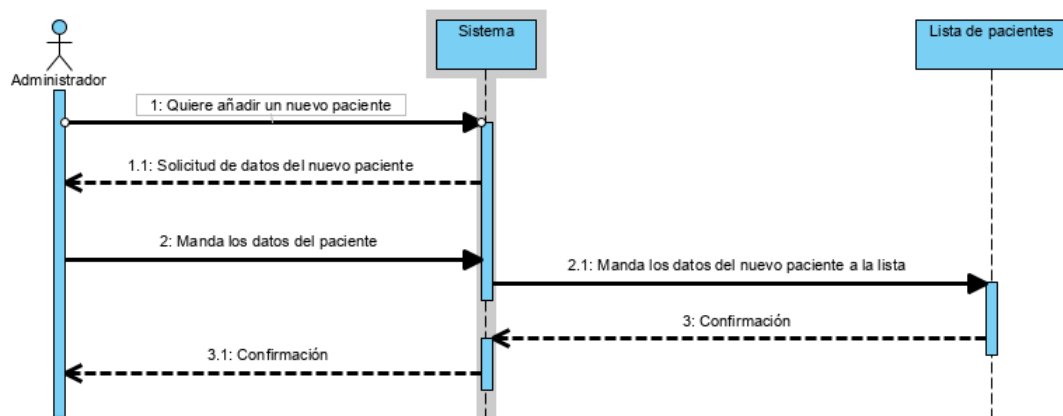 Sistema
Lista de pacientes
Administrador
1: Quiere añadir un nuevo paciente
1.1: Solicitud de datos del nuevo paciente
2: Manda los datos del paciente
2.1: Manda los datos del nuevo paciente a la lista
3: Confirmación
3.1: Confirmación